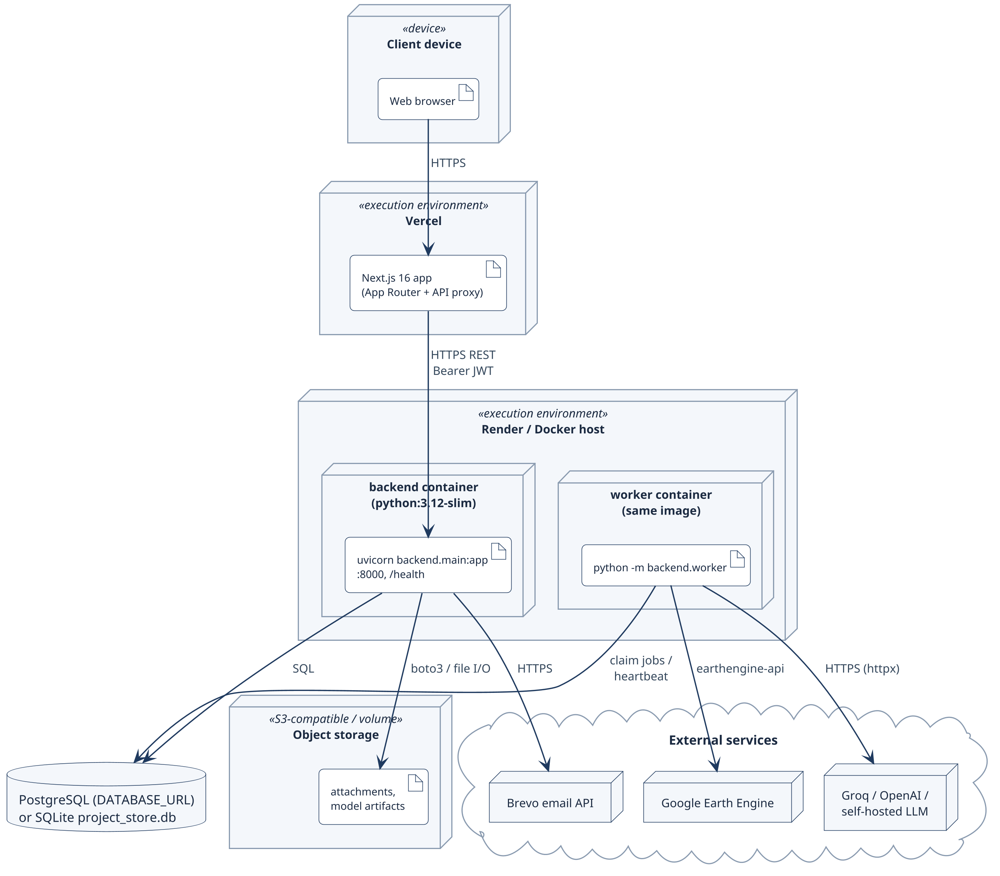 «device»
Client device
Web browser
HTTPS
«execution environment»
Vercel
Next.js 16 app
(App Router + API proxy)
HTTPS REST
Bearer JWT
«execution environment»
Render / Docker host
backend container
(python:3.12-slim)
worker container
(same image)
uvicorn backend.main:app
:8000, /health
python -m backend.worker
SQL
boto3 / file I/O
HTTPS
claim jobs /
heartbeat
earthengine-api
HTTPS (httpx)
«S3-compatible / volume»
Object storage
External services
attachments,
model artifacts
PostgreSQL (DATABASE_URL)
or SQLite project_store.db
Brevo email API
Google Earth Engine
Groq / OpenAI /
self-hosted LLM